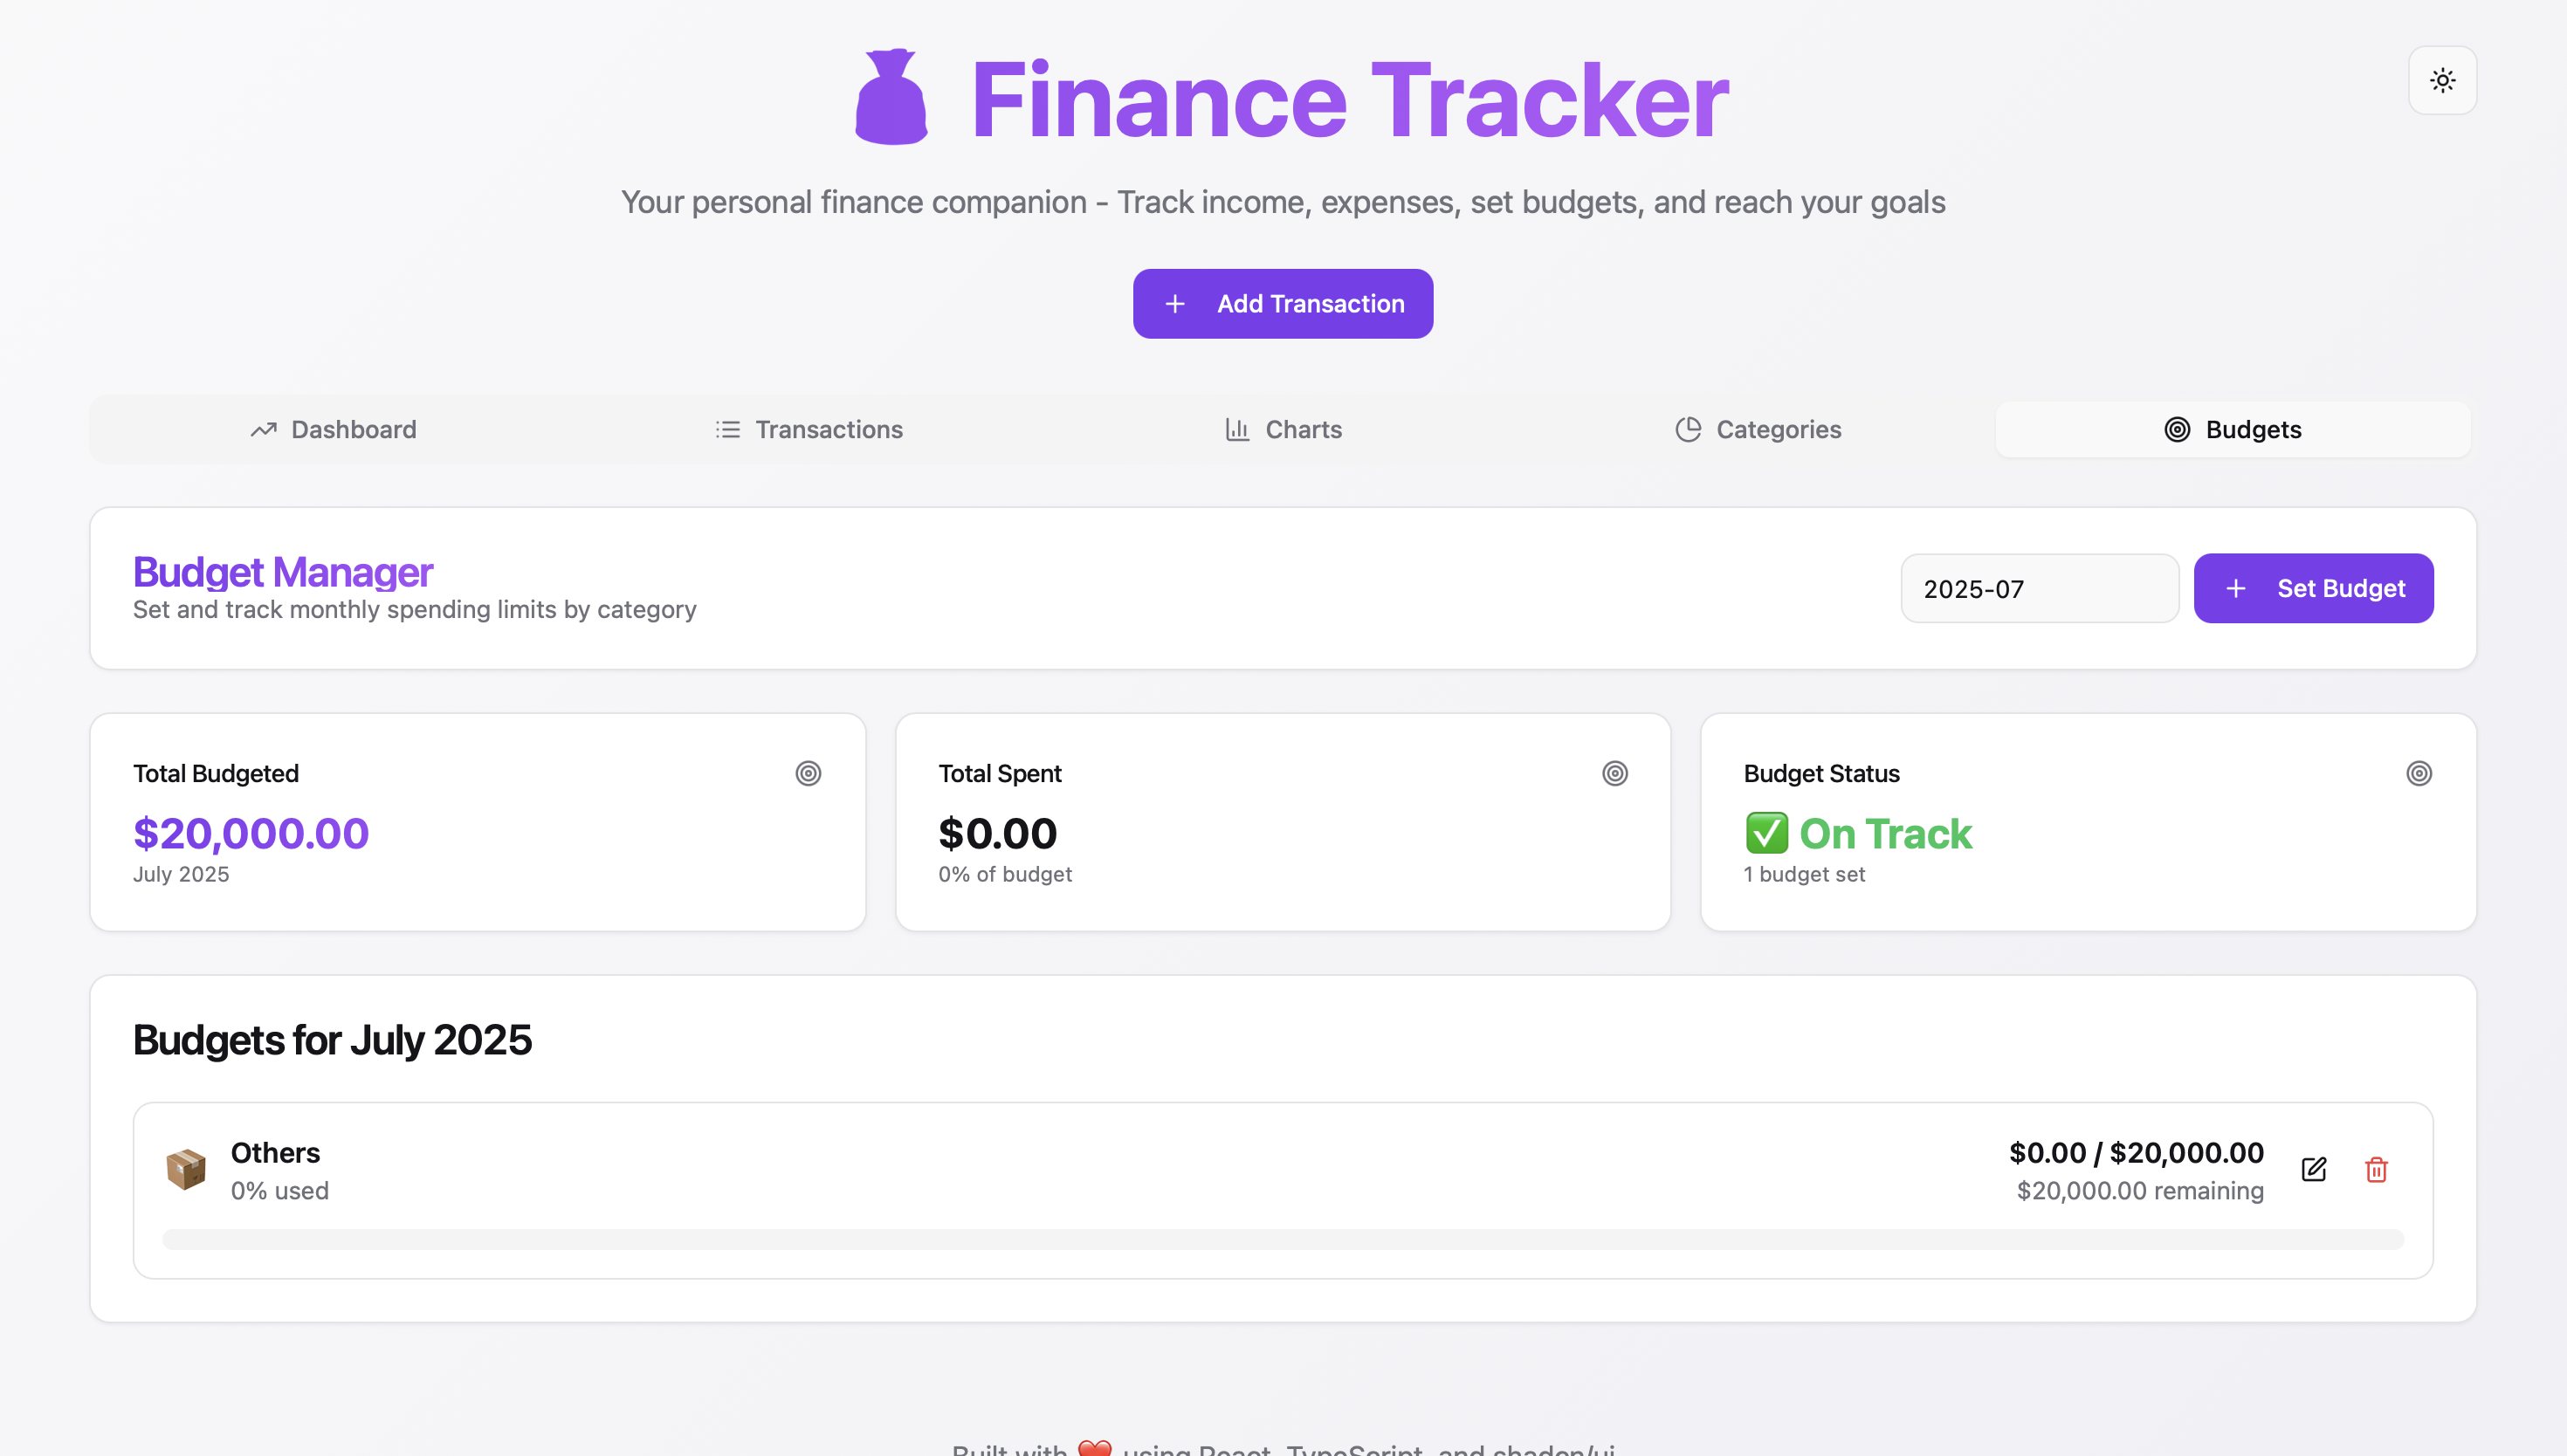 Finance Tracker
Your personal finance companion - Track income, expenses, set budgets, and reach your goals
Add Transaction
Dashboard
Transactions
Charts
Categories
Budgets
Budget Manager
Set and track monthly spending limits by category
2025-07
Set Budget
Total Budgeted
$20,000.00
July 2025
Total Spent
$0.00
0% of budget
Budget Status
✅ On Track
1 budget set
Budgets for July 2025
Others
0% used
$0.00 / $20,000.00
$20,000.00 remaining
Built with ❤️ using React, TypeScript, and shadcn/ui